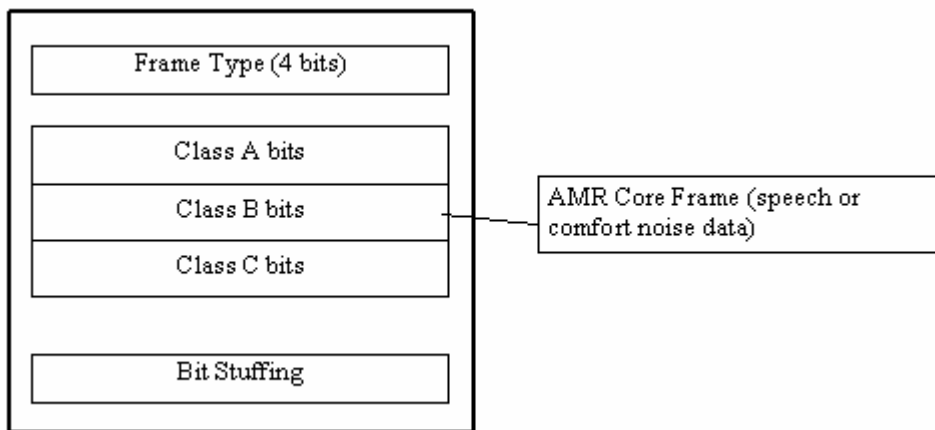 Frame Type (4 bits)
Class A bits
Class B bits
Class C bits
Bit Stuffing
AMR Core Frame (speech or
comfort noise data)